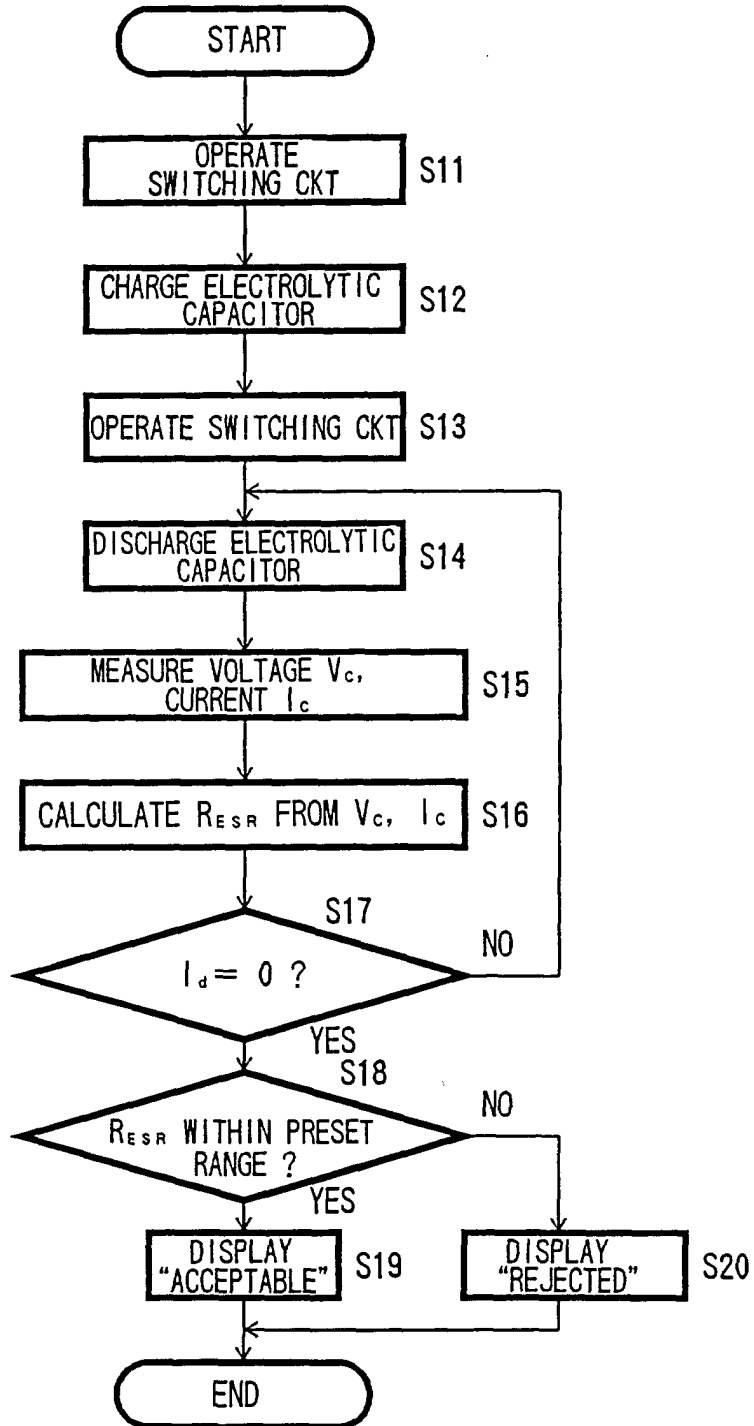 START
OPERATE
SWITCHING CKT
S11
CHARGE ELECTROLYTIC
CAPACITOR
S12
OPERATE SWITCHING CKT
S13
DISCHARGE ELECTROLYTIC
CAPACITOR
S14
MEASURE VOLTAGE Vc,
CURRENT Ic
S15
CALCULATE RESR FROM Vc, Ic
S16
S17
Id = 0 ?
NO
YES
S18
RESR WITHIN PRESET
RANGE ?
NO
YES
DISPLAY
“ACCEPTABLE”
S19
DISPLAY
“REJECTED”
S20
END